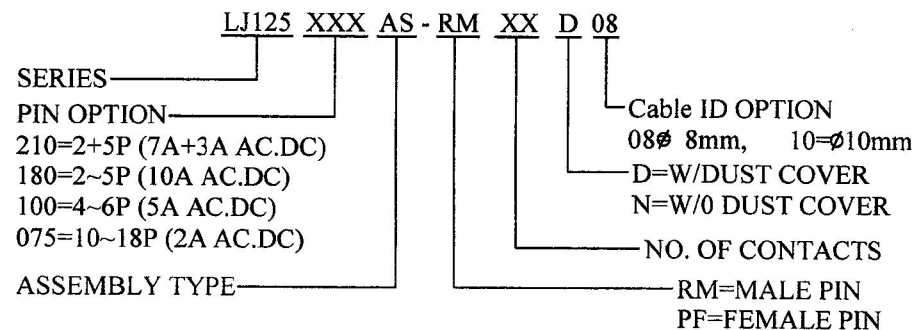 LJ125 XXX AS - RM XX D 08
SERIES
PIN OPTION
210=2+5P (7A+3A AC.DC)
180=2~5P (10A AC.DC)
100=4~6P (5A AC.DC)
075=10~18P (2A AC.DC)
ASSEMBLY TYPE
Cable ID OPTION
08ø 8mm, 10=ø10mm
D=W/DUST COVER
N=W/0 DUST COVER
NO. OF CONTACTS
RM=MALE PIN
PF=FEMALE PIN